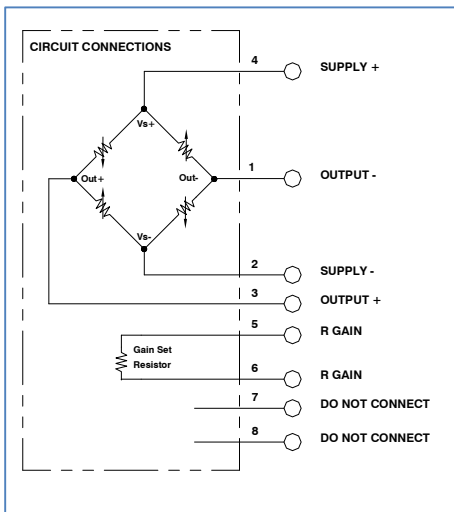 CIRCUIT CONNECTIONS
4 SUPPLY +
Vs+
Out+ Out- 1 OUTPUT -
Vs-
2 SUPPLY -
3 OUTPUT +
5 R GAIN
Gain Set
Resistor
6 R GAIN
7 DO NOT CONNECT
8 DO NOT CONNECT